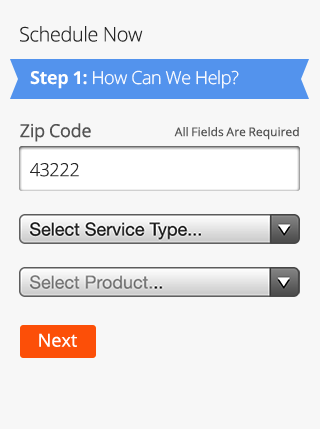 Schedule Now
Step 1: How Can We Help?
Zip Code
All Fields Are Required
43222
Select Service Type...
Select Product...
Next